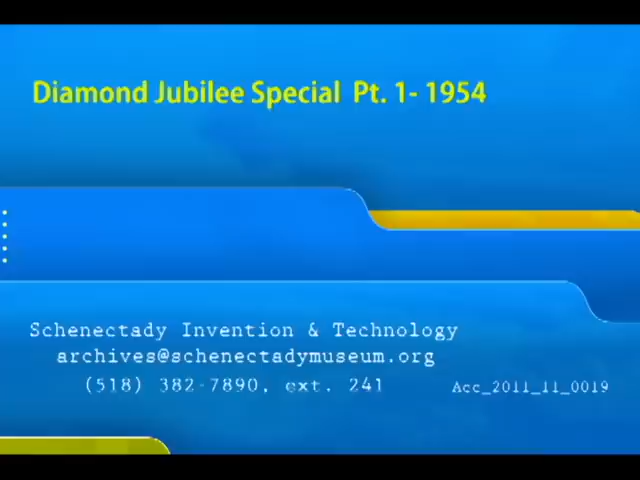 Diamond Jubilee Special Pt. 1- 1954
Schenectady Invention & Technology
archives@schenectadymuseum.org
(518) 382-7890, ext. 241
Acc_2011_11_0019